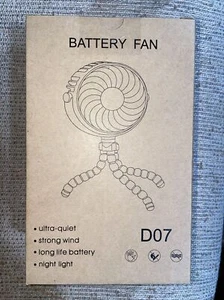 BATTERY FAN
• ultra-quiet
• strong wind
• long life battery
• night light
D07